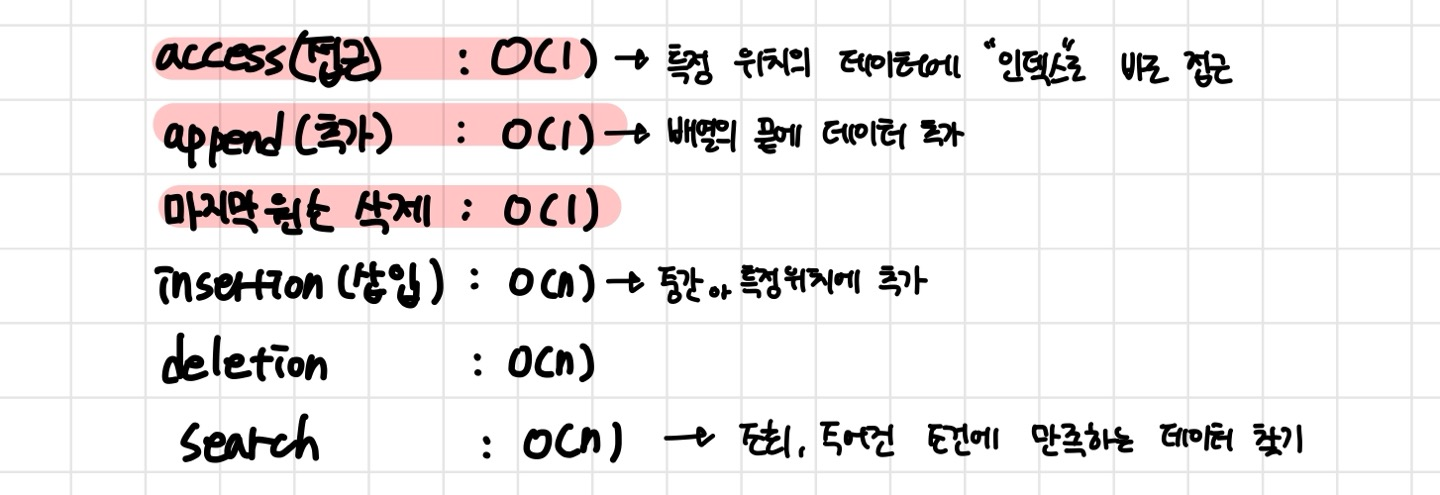 access(접근) : O(1) → 특정 위치의 데이터에 "인덱스"로 바로 접근
append(추가) : O(1) → 배열의 끝에 데이터 추가
마지막 원소 삭제 : O(1)
insertion (삽입) : O(n) → 중간, 특정위치에 추가
deletion : O(n)
search : O(n) → 조회, 주어진 조건에 만족하는 데이터 찾기